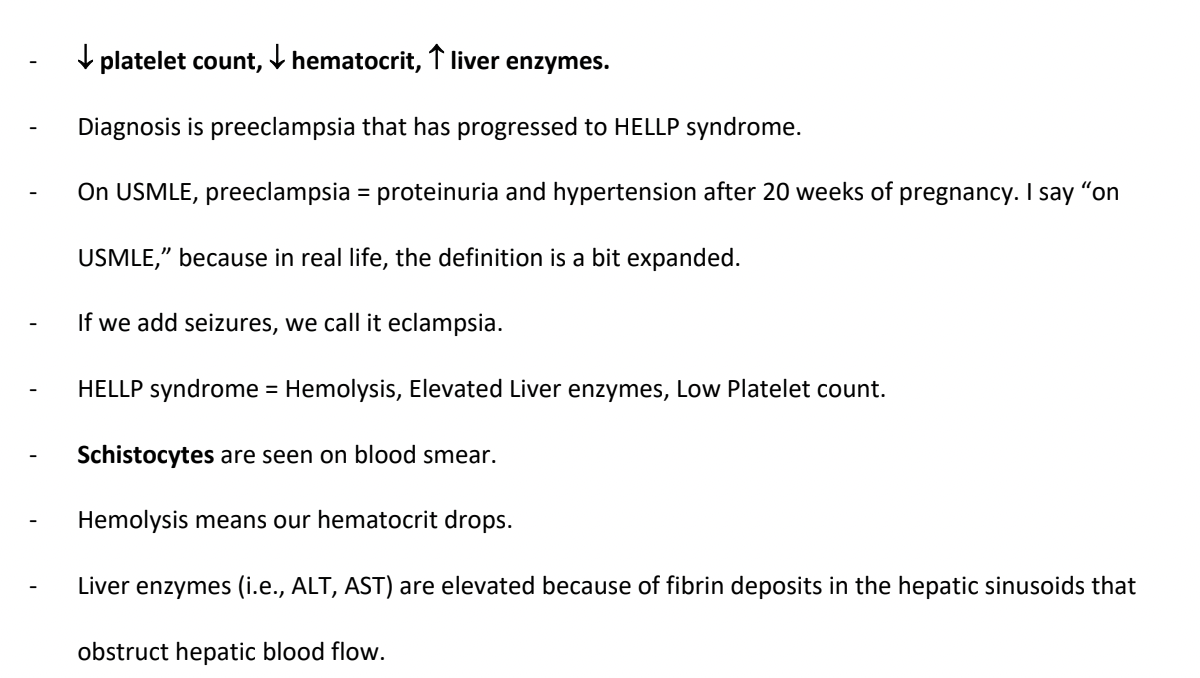 - ↓ platelet count, ↓ hematocrit, ↑ liver enzymes.
- Diagnosis is preeclampsia that has progressed to HELLP syndrome.
- On USMLE, preeclampsia = proteinuria and hypertension after 20 weeks of pregnancy. I say “on
USMLE,” because in real life, the definition is a bit expanded.
- If we add seizures, we call it eclampsia.
- HELLP syndrome = Hemolysis, Elevated Liver enzymes, Low Platelet count.
- Schistocytes are seen on blood smear.
- Hemolysis means our hematocrit drops.
- Liver enzymes (i.e., ALT, AST) are elevated because of fibrin deposits in the hepatic sinusoids that
obstruct hepatic blood flow.